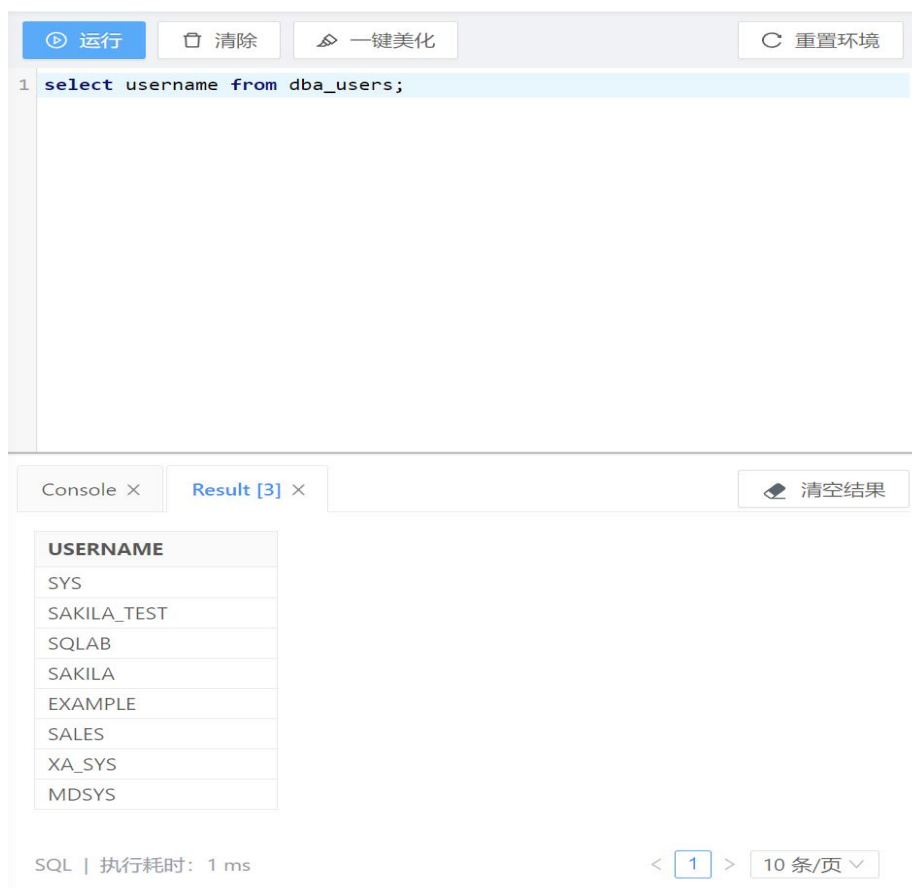 运行 清除 一键美化 重置环境
1 select username from dba_users;
Console × Result [3] × 清空结果
USERNAME
SYS
SAKILA_TEST
SQLAB
SAKILA
EXAMPLE
SALES
XA_SYS
MDSYS
SQL | 执行耗时: 1 ms < 1 > 10 条/页